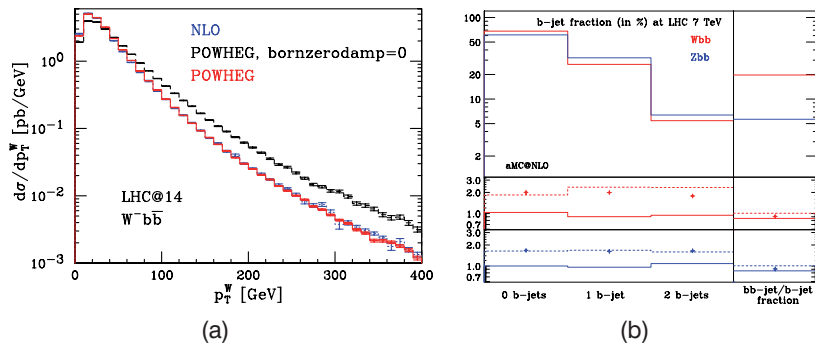 NLO
POWHEG, bornzerodamp=0
POWHEG
dσ/dp_T^W [pb/GeV]
10^0
10^−1
10^−2
10^−3
LHC@14
W^−bb̄
0 100 200 300 400
p_T^W [GeV]
(a)
b-jet fraction (in %) at LHC 7 TeV
Wbb
Zbb
100
50
20
10
5
2
aMC@NLO
3.0
2.0
1.0
0.7
3.0
2.0
1.0
0.7
0 b-jets 1 b-jet 2 b-jets bb-jet/b-jet
fraction
(b)